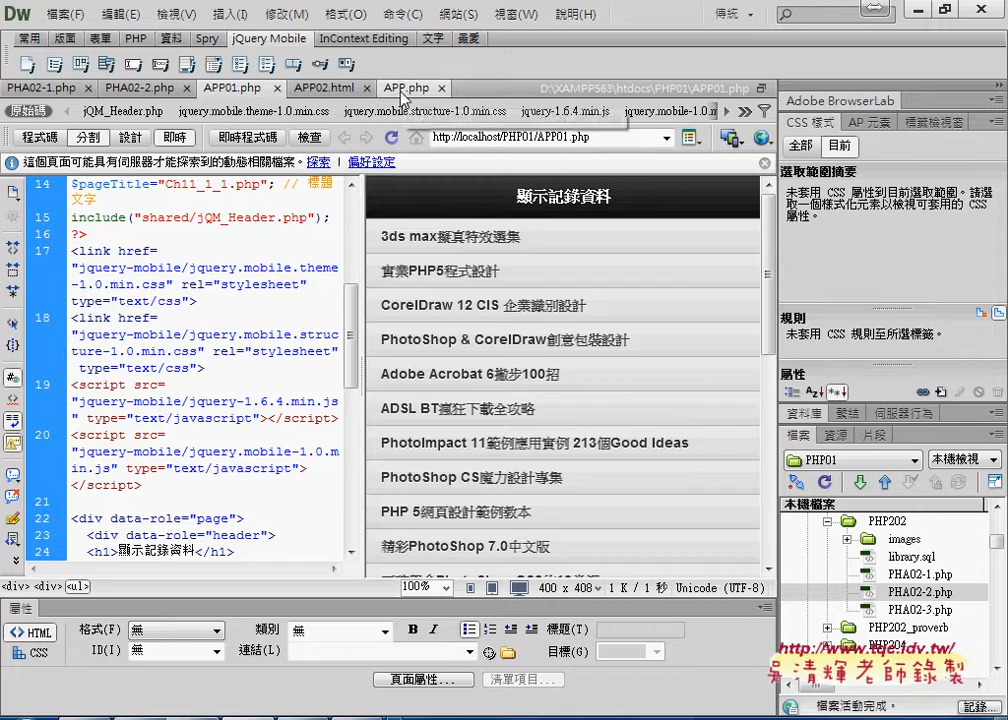 Dw 檔案(F) 編輯(E) 檢視(V) 插入(I) 修改(M) 格式(O) 命令(C) 網站(S) 視窗(W) 說明(H) 傳統
常用 版面 表單 PHP 資料 Spry jQuery Mobile InContext Editing 文字 最愛
PHA02-1.php PHA02-2.php APP01.php APP02.html APP.php D:\XAMPP563\htdocs\PHP01\APP01.php
原始碼 jQM_Header.php jquery.mobile.theme-1.0.min.css jquery.mobile.structure-1.0.min.css jquery-1.6.4.min.js jquery.mobile-1.0.m
程式碼 分割 設計 即時 即時程式碼 檢查 http://localhost/PHP01/APP01.php
這個頁面可能具有伺服器才能探索到的動態相關檔案。 探索 偏好設定
14 $pageTitle="Ch11_1_1.php"; // 標題
文字
15 include("shared/jQM_Header.php");
16 ?>
17 <link href=
"jquery-mobile/jquery.mobile.theme
-1.0.min.css" rel="stylesheet"
type="text/css">
18 <link href=
"jquery-mobile/jquery.mobile.struc
ture-1.0.min.css" rel="stylesheet"
type="text/css">
19 <script src=
"jquery-mobile/jquery-1.6.4.min.js
" type="text/javascript"></script>
20 <script src=
"jquery-mobile/jquery.mobile-1.0.m
in.js" type="text/javascript">
</script>
21
22 <div data-role="page">
23 <div data-role="header">
24 <h1>顯示記錄資料</h1>
顯示記錄資料
3ds max擬真特效選集
實業PHP5程式設計
CorelDraw 12 CIS 企業識別設計
PhotoShop & CorelDraw創意包裝設計
Adobe Acrobat 6撇步100招
ADSL BT瘋狂下載全攻略
PhotoImpact 11範例應用實例 213個Good Ideas
PhotoShop CS魔力設計專集
PHP 5網頁設計範例教本
精彩PhotoShop 7.0中文版
<div> <div> <ul> 100% 400 x 408 1 K / 1 秒 Unicode (UTF-8)
屬性
<> HTML 格式(F) 無 類別 無 B I 標題(T)
CSS ID(I) 無 連結(L) 目標(G)
頁面屬性... 清單項目...
Adobe BrowserLab
CSS 樣式 AP 元素 標籤檢視窗
全部 目前
選取範圍摘要
未套用 CSS 屬性到目前選取範圍。請選
取一個樣式化元素以檢視可套用的 CSS
屬性。
規則
未套用 CSS 規則至所選標籤。
屬性
資料庫 繫結 伺服器行為
檔案 資源 片段
PHP01 本機檢視
本機檔案
PHP202
images
library.sql
PHA02-1.php
PHA02-2.php
PHA02-3.php
PHP202_proverb
PHP204
http://www.tqc.idv.tw/
吳清輝老師錄製
檔案活動完成。 記錄...